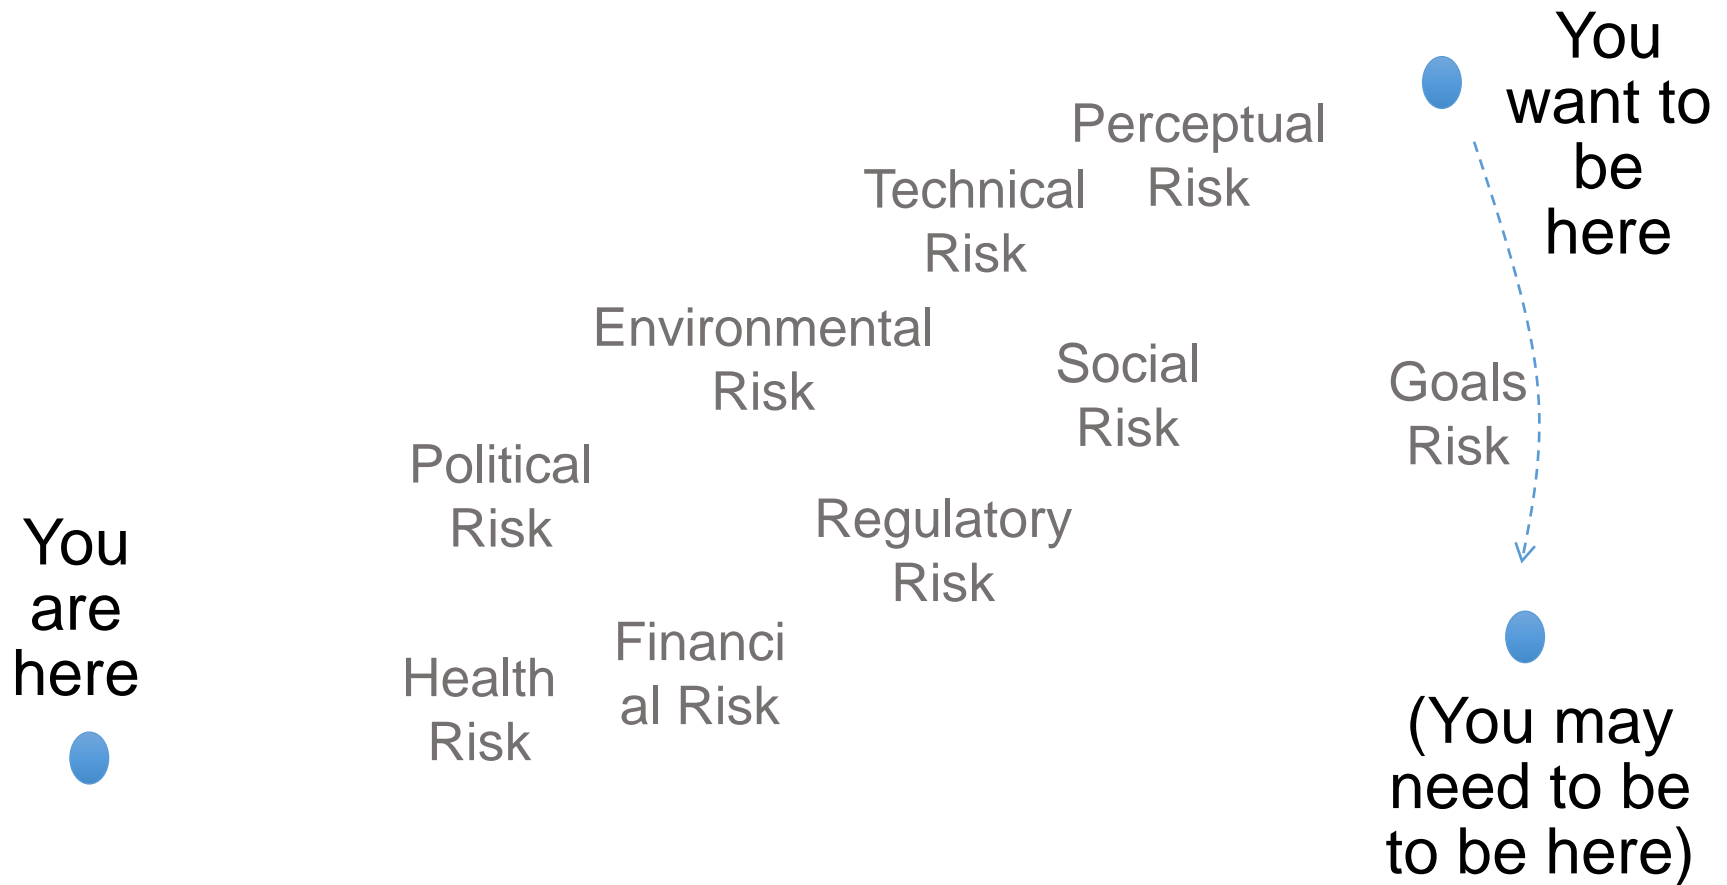 You
want to
be
here
Perceptual
Risk
Technical
Risk
Environmental
Risk
Social
Risk
Goals
Risk
Political
Risk
Regulatory
Risk
You
are
here
Financi
al Risk
Health
Risk
(You may
need to be
to be here)